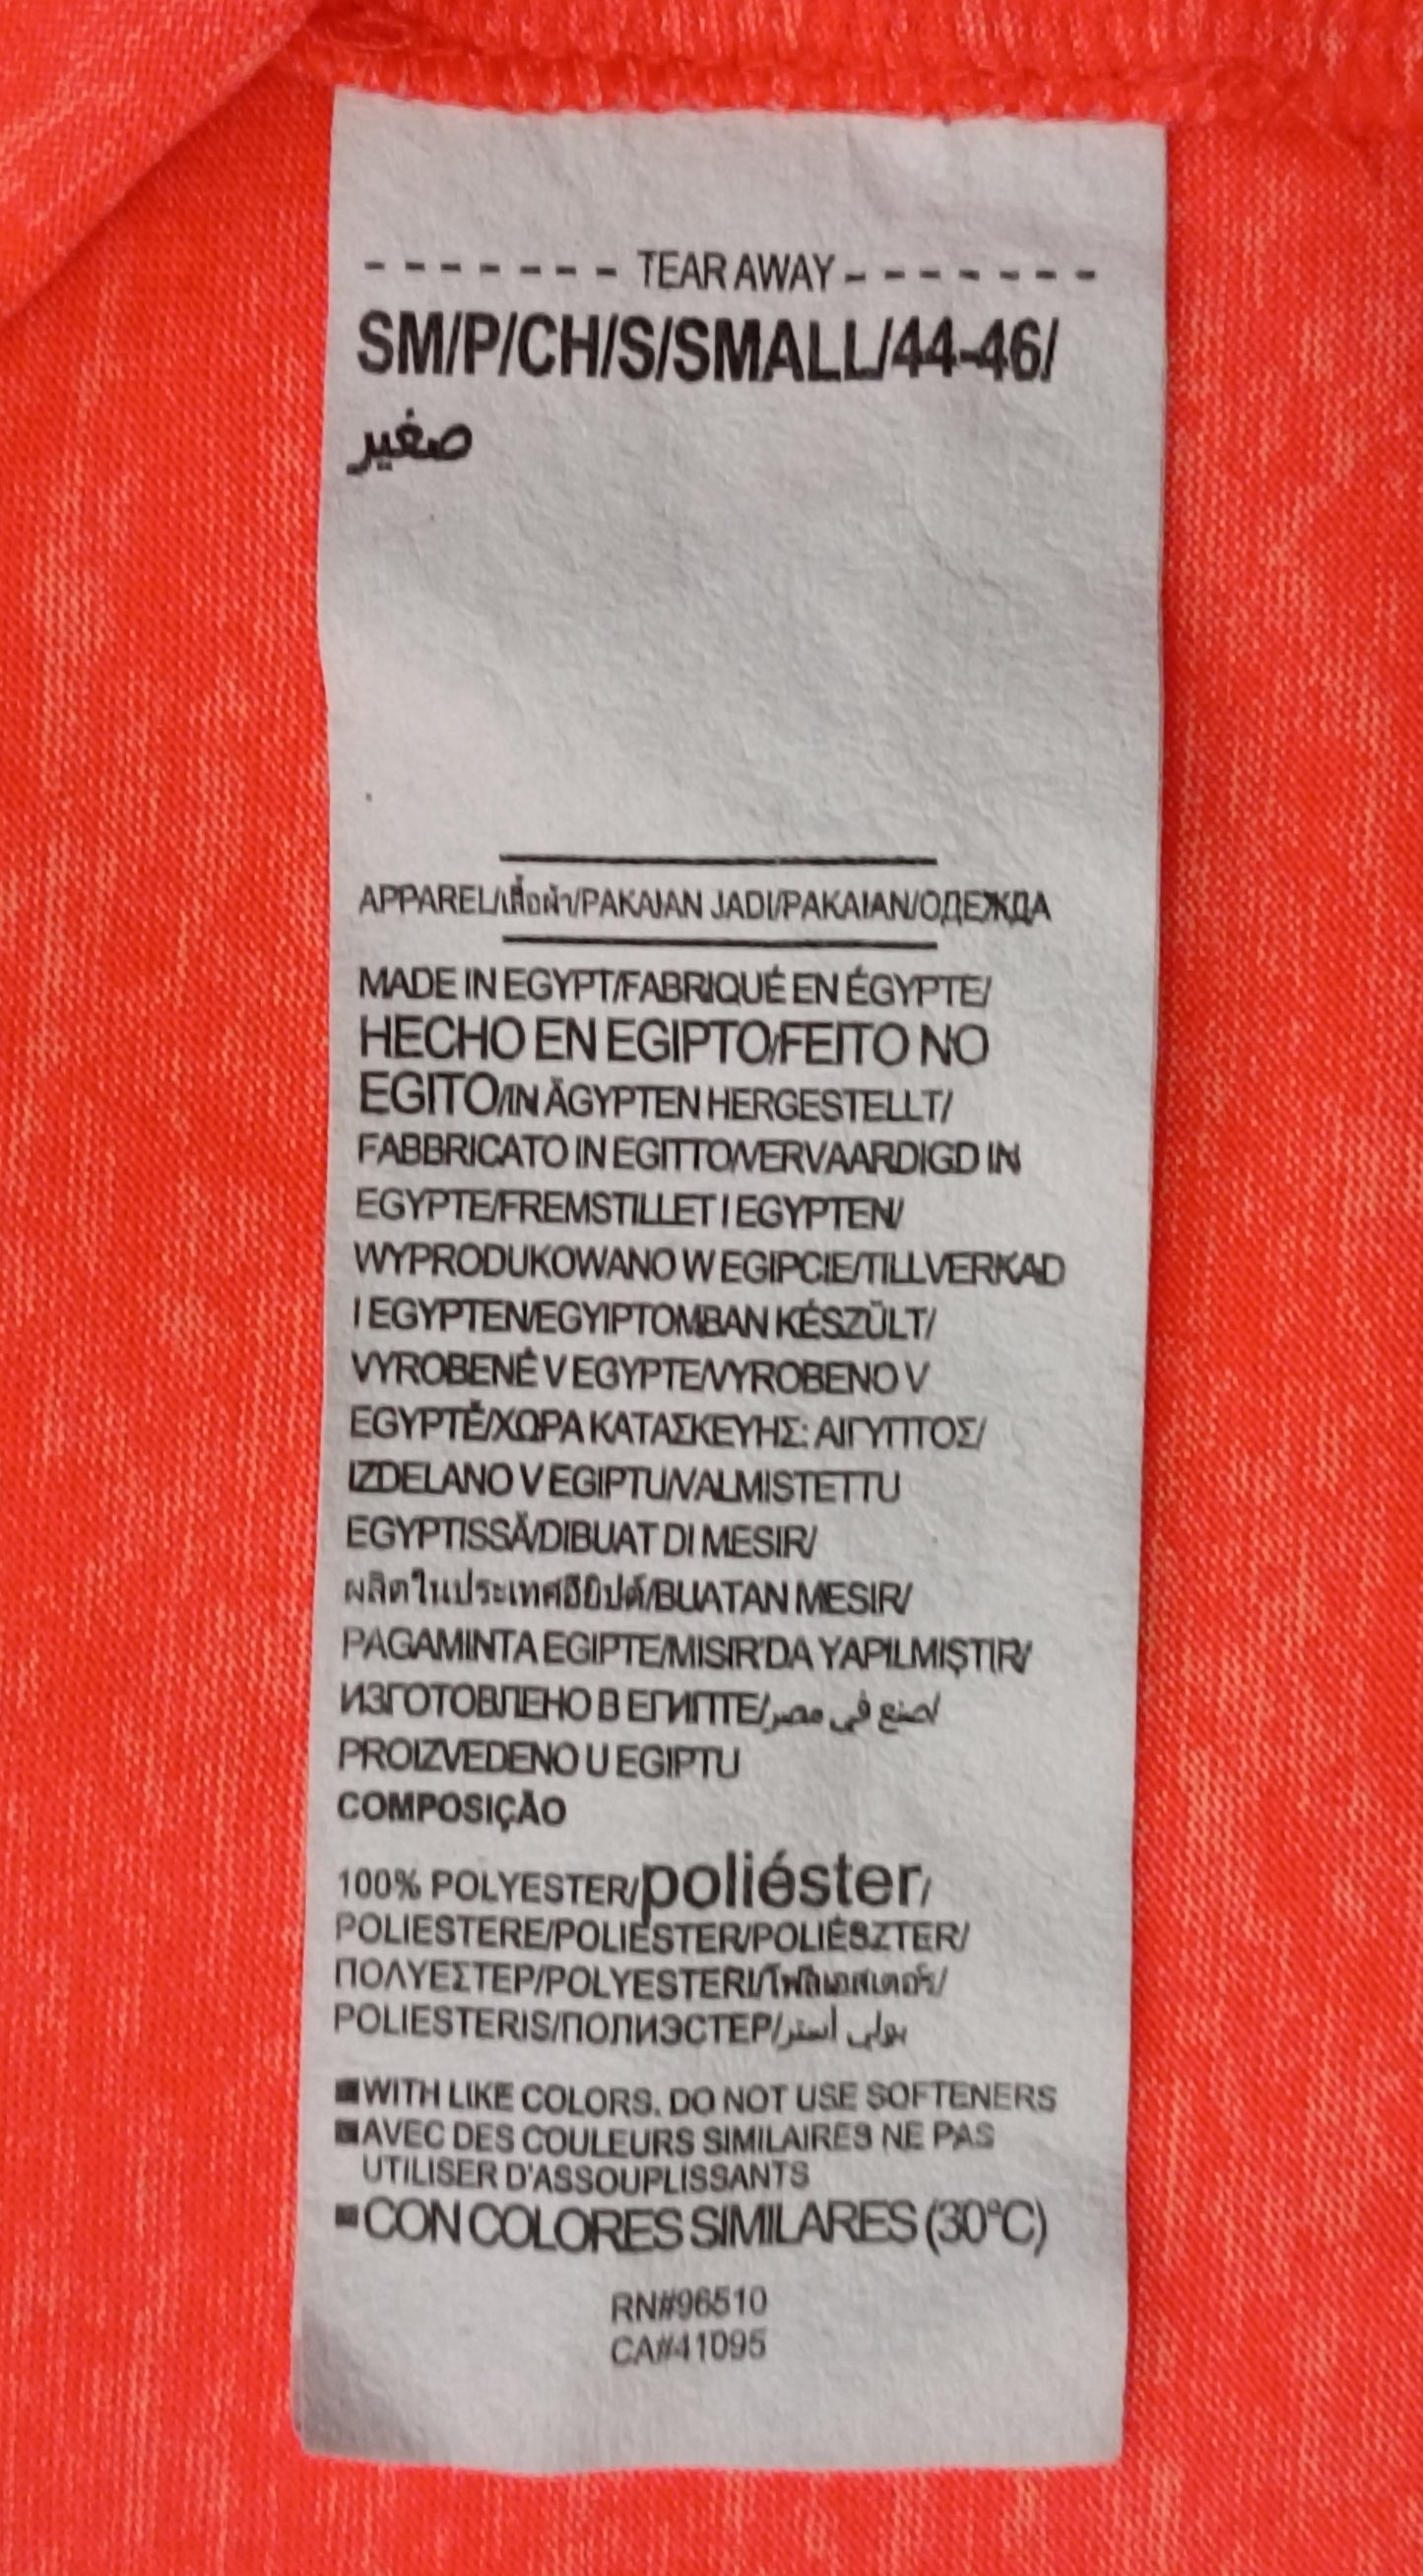 - - - - - - - TEAR AWAY - - - - - - -
SM/P/CH/S/SMALL/44-46/
صغير
APPAREL/เสื้อผ้า/PAKAIAN JADI/PAKAIAN/ОДЕЖДА
MADE IN EGYPT/FABRIQUÉ EN ÉGYPTE/
HECHO EN EGIPTO/FEITO NO
EGITO/IN ÄGYPTEN HERGESTELLT/
FABBRICATO IN EGITTO/VERVAARDIGD IN
EGYPTE/FREMSTILLET I EGYPTEN/
WYPRODUKOWANO W EGIPCIE/TILLVERKAD
I EGYPTEN/EGYIPTOMBAN KÉSZÜLT/
VYROBENÉ V EGYPTE/VYROBENO V
EGYPTĚ/ΧΩΡΑ ΚΑΤΑΣΚΕΥΗΣ: ΑΙΓΥΠΤΟΣ/
IZDELANO V EGIPTU/VALMISTETTU
EGYPTISSÄ/DIBUAT DI MESIR/
ผลิตในประเทศอียิปต์/BUATAN MESIR/
PAGAMINTA EGIPTE/MISIR'DA YAPILMIŞTIR/
ИЗГОТОВЛЕНО В ЕГИПТЕ/صنع في مصر/
PROIZVEDENO U EGIPTU
COMPOSIÇÃO
100% POLYESTER/poliéster/
POLIESTERE/POLIESTER/POLIÉSZTER/
ΠΟΛΥΕΣΤΕΡ/POLYESTERI/โพลีเอสเตอร์/
POLIESTERIS/ПОЛИЭСТЕР/بولي أستر
■WITH LIKE COLORS. DO NOT USE SOFTENERS
■AVEC DES COULEURS SIMILAIRES NE PAS
UTILISER D'ASSOUPLISSANTS
■CON COLORES SIMILARES (30°C)
RN#96510
CA#41095